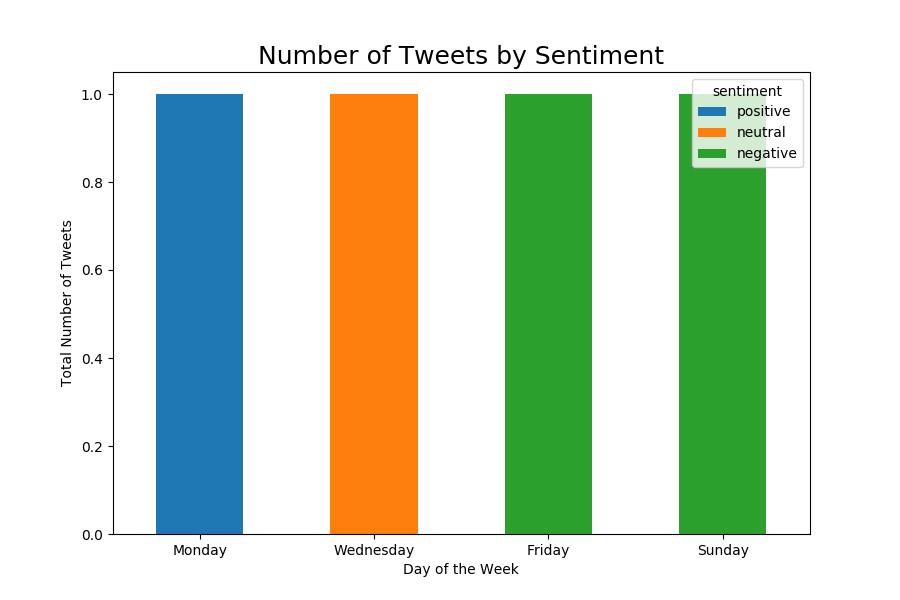 Number of Tweets by Sentiment
sentiment
positive
neutral
negative
1.0
0.8
0.6
0.4
0.2
0.0
Total Number of Tweets
Monday Wednesday Friday Sunday
Day of the Week